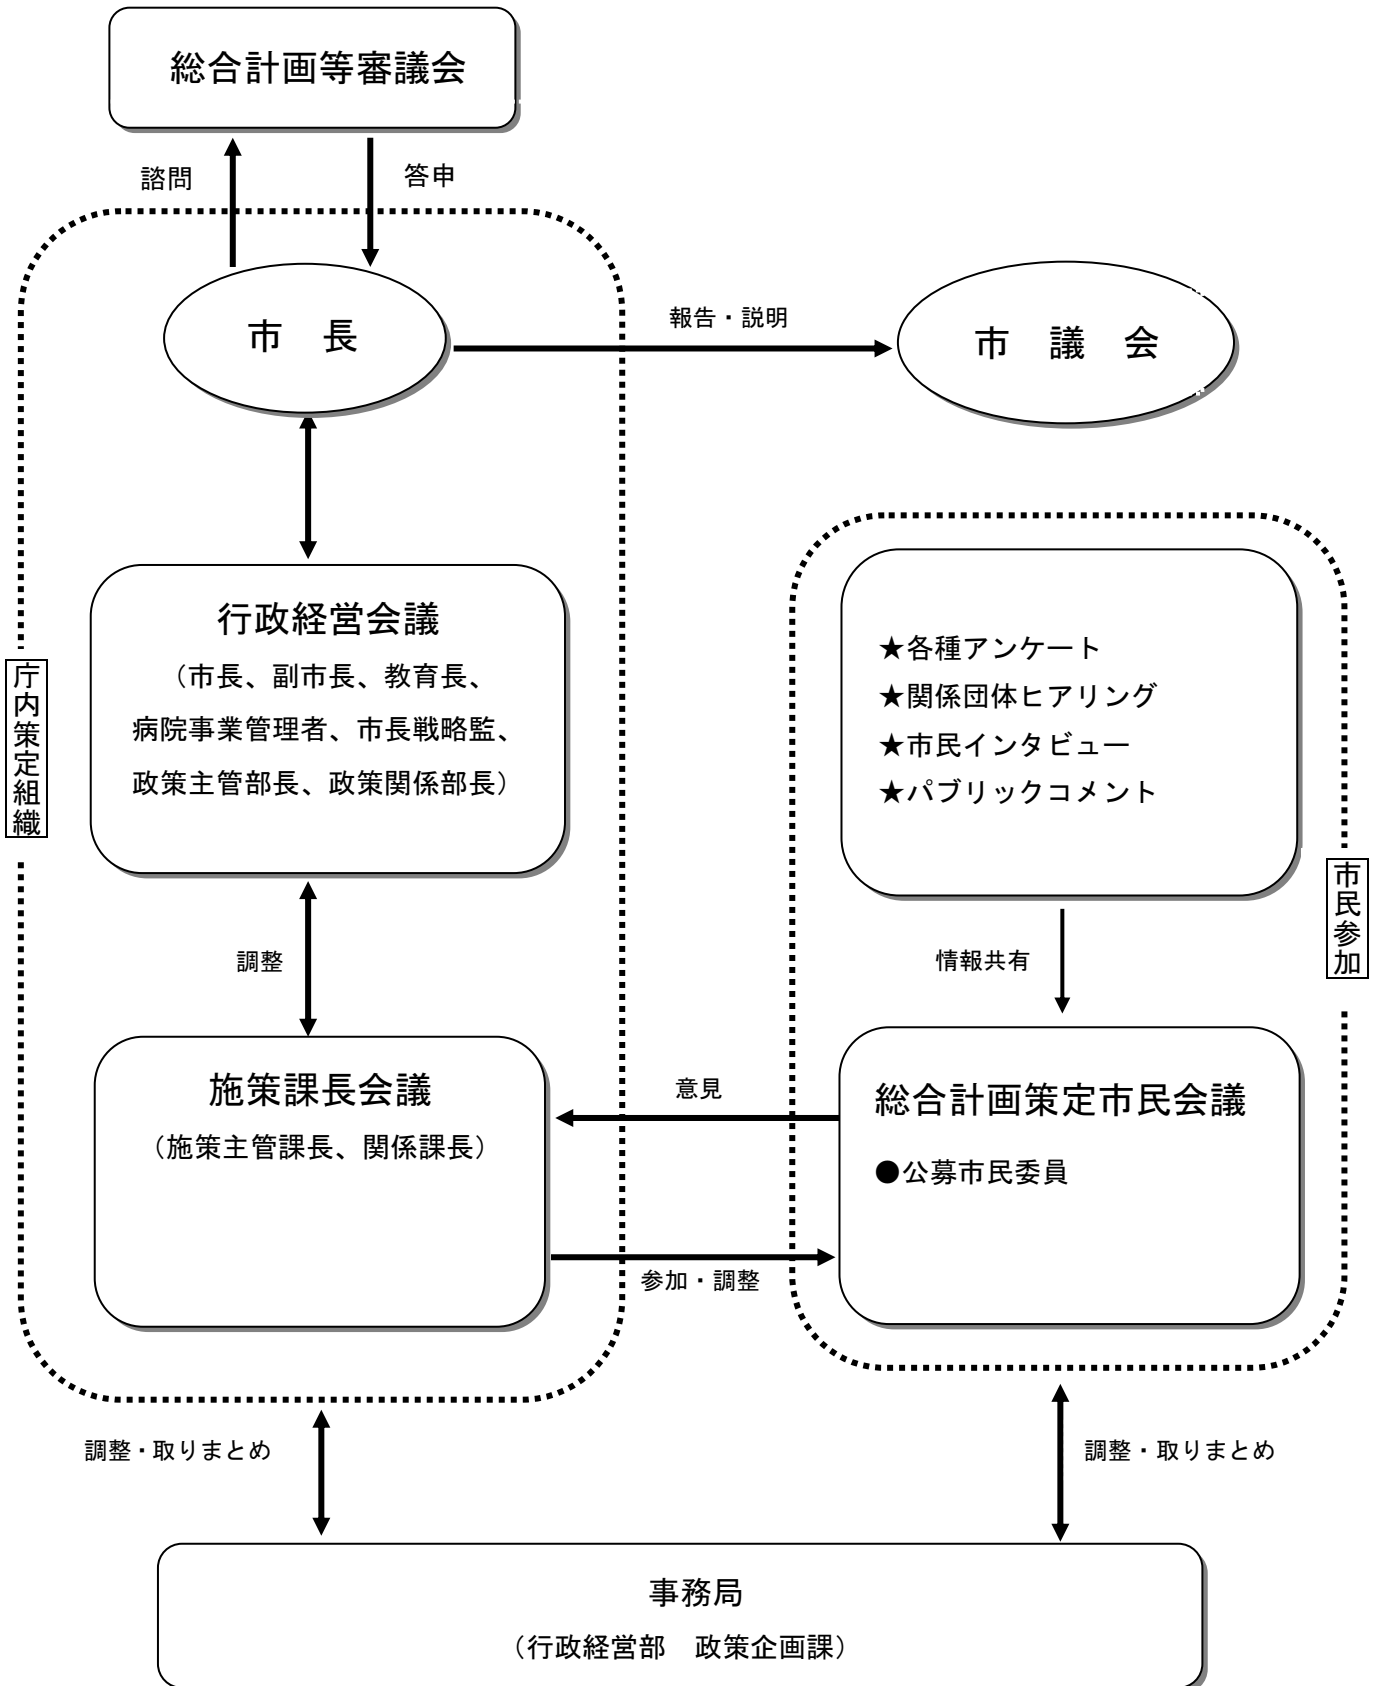 総合計画等審議会
諮問
答申
市　長
報告・説明
市　議　会
庁内策定組織
行政経営会議
（市長、副市長、教育長、
病院事業管理者、市長戦略監、
政策主管部長、政策関係部長）
★各種アンケート
★関係団体ヒアリング
★市民インタビュー
★パブリックコメント
市民参加
調整
情報共有
施策課長会議
（施策主管課長、関係課長）
意見
総合計画策定市民会議
●公募市民委員
参加・調整
調整・取りまとめ
調整・取りまとめ
事務局
（行政経営部　政策企画課）